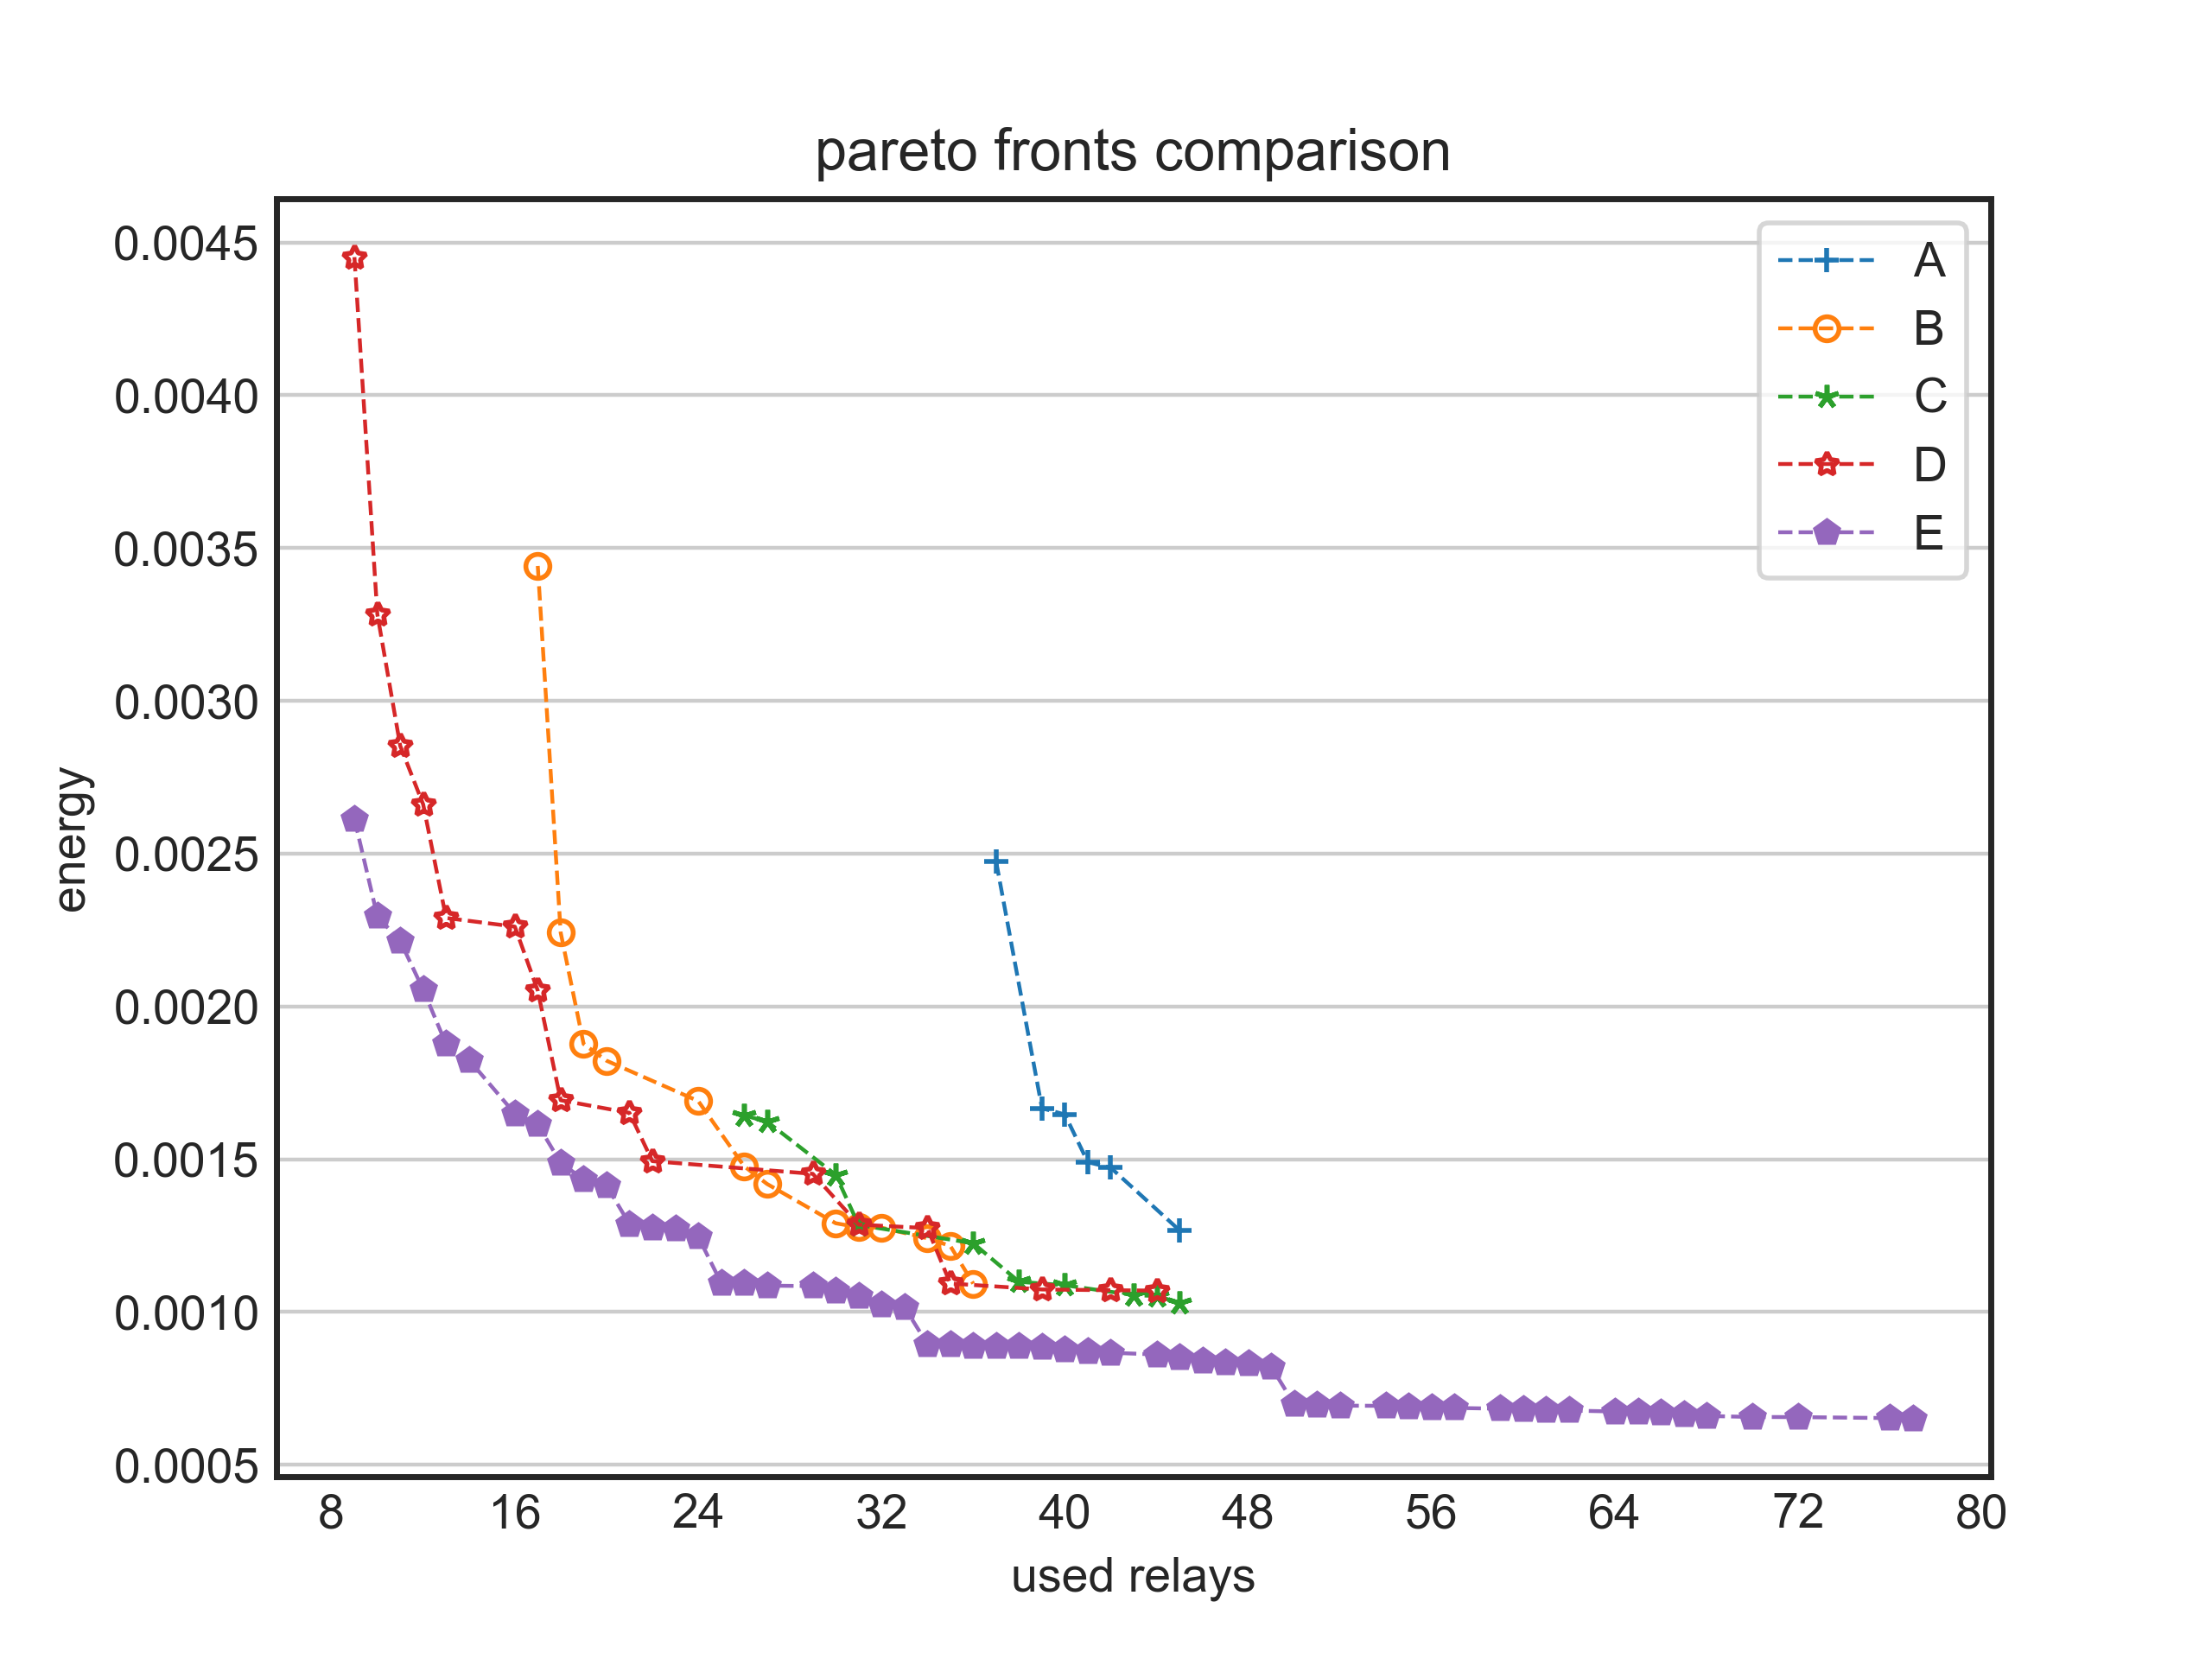 pareto fronts comparison
0.0045
0.0040
0.0035
0.0030
0.0025
0.0020
0.0015
0.0010
0.0005
energy
8 16 24 32 40 48 56 64 72 80
used relays
A
B
C
D
E